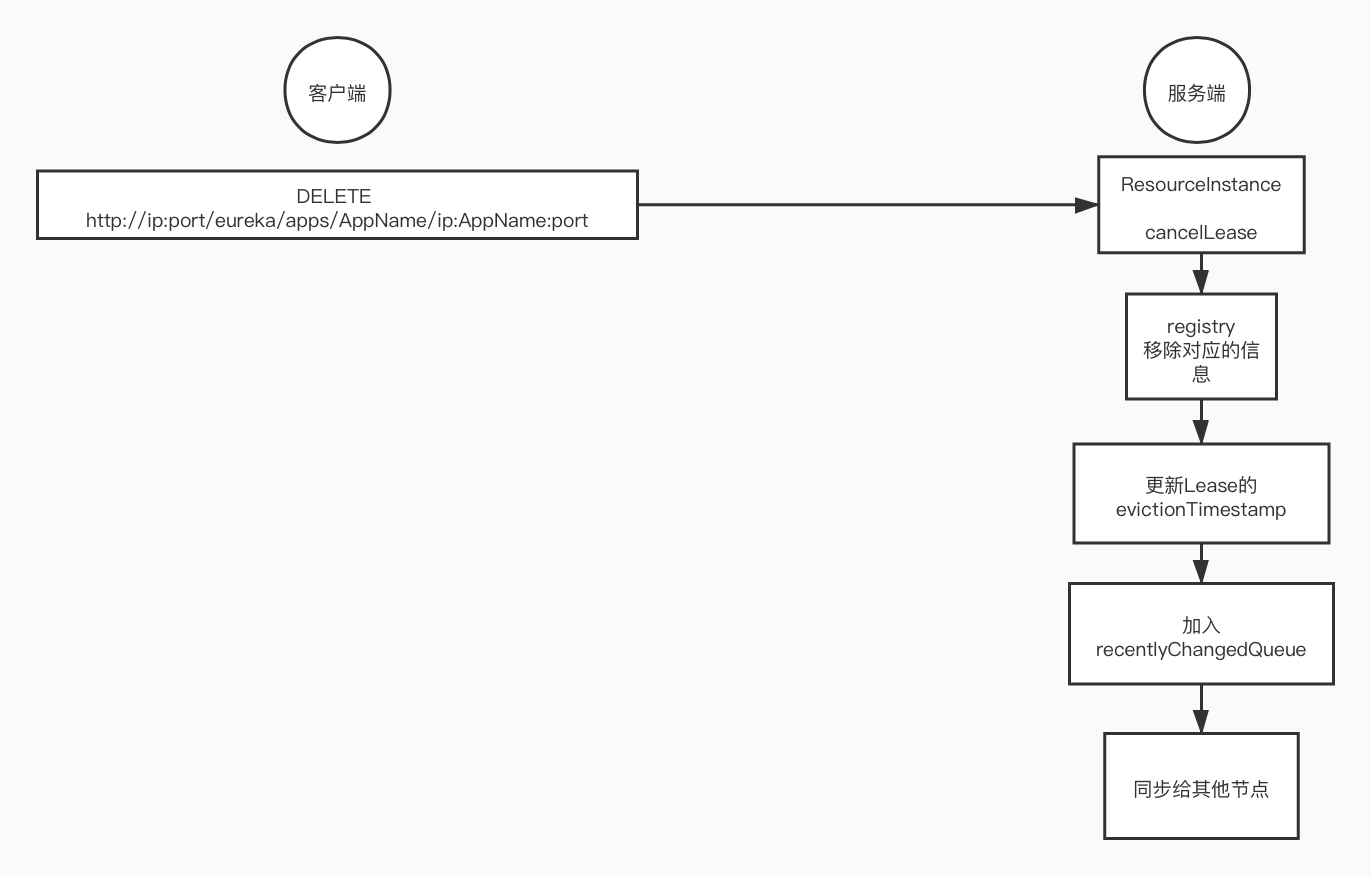 客户端
服务端
DELETE
http://ip:port/eureka/apps/AppName/ip:AppName:port
ResourceInstance
cancelLease
registry
移除对应的信
息
更新Lease的
evictionTimestamp
加入
recentlyChangedQueue
同步给其他节点